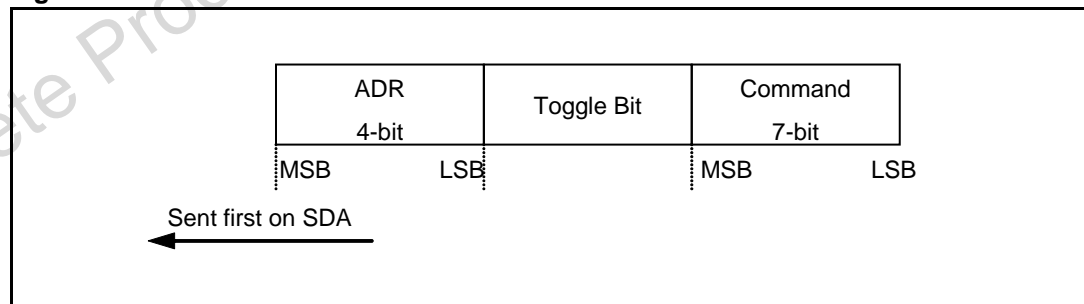 ADR
4-bit
Toggle Bit
Command
7-bit
MSB
LSB
MSB
LSB
Sent first on SDA